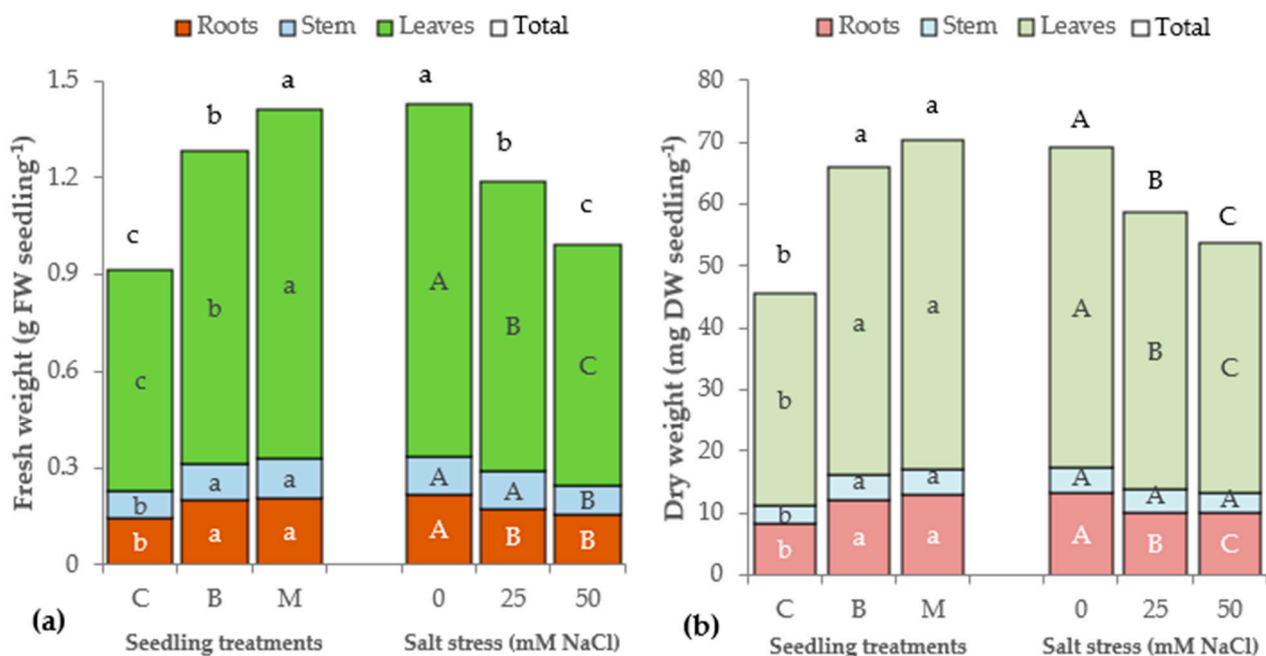 Roots Stem Leaves Total
Fresh weight (g FW seedling-1)
1.5
1.2
0.9
0.6
0.3
0
c
c
b
b
b
b
a
a
a
a
a
a
a
A
A
A
b
B
A
B
c
C
B
B
C B M 0 25 50
(a)
Seedling treatments Salt stress (mM NaCl)
Roots Stem Leaves Total
Dry weight (mg DW seedling-1)
80
70
60
50
40
30
20
10
0
b
b
b
b
a
a
a
a
a
a
a
a
A
A
A
A
B
B
A
B
C
C
A
C
C B M 0 25 50
(b)
Seedling treatments Salt stress (mM NaCl)